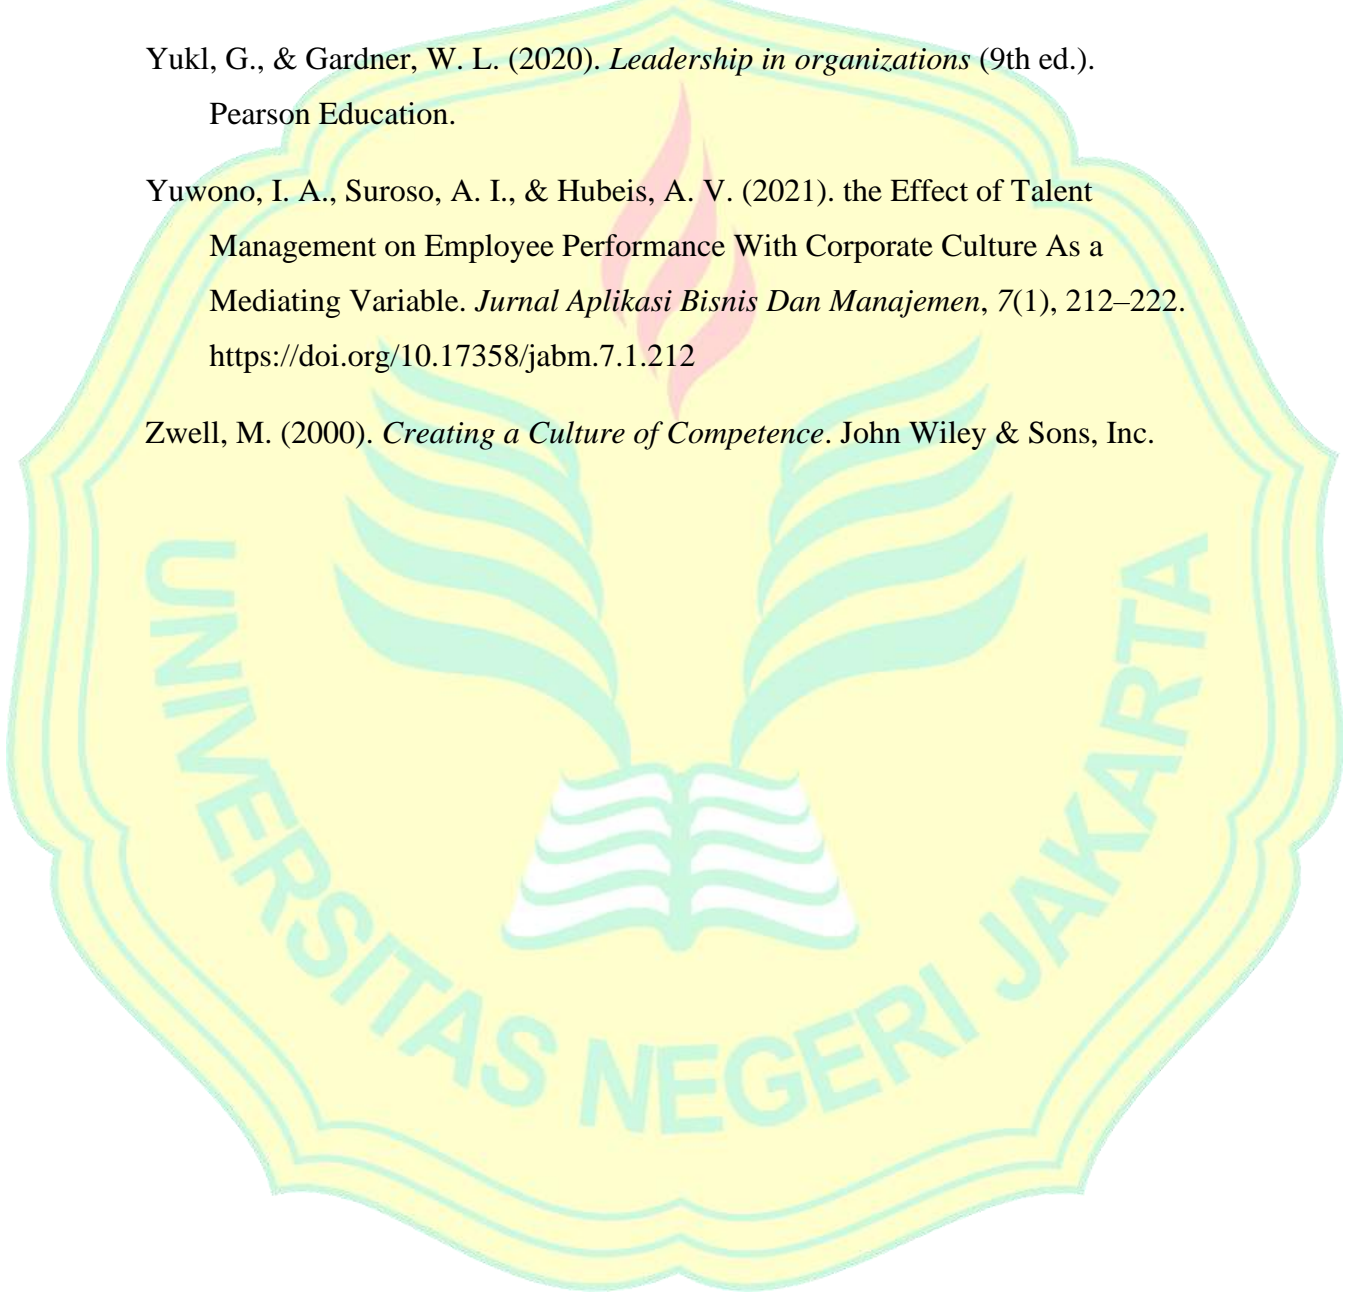 Yukl, G., & Gardner, W. L. (2020). Leadership in organizations (9th ed.).
Pearson Education.
Yuwono, I. A., Suroso, A. I., & Hubeis, A. V. (2021). the Effect of Talent
Management on Employee Performance With Corporate Culture As a
Mediating Variable. Jurnal Aplikasi Bisnis Dan Manajemen, 7(1), 212–222.
https://doi.org/10.17358/jabm.7.1.212
Zwell, M. (2000). Creating a Culture of Competence. John Wiley & Sons, Inc.
UNIVERSITAS NEGERI JAKARTA